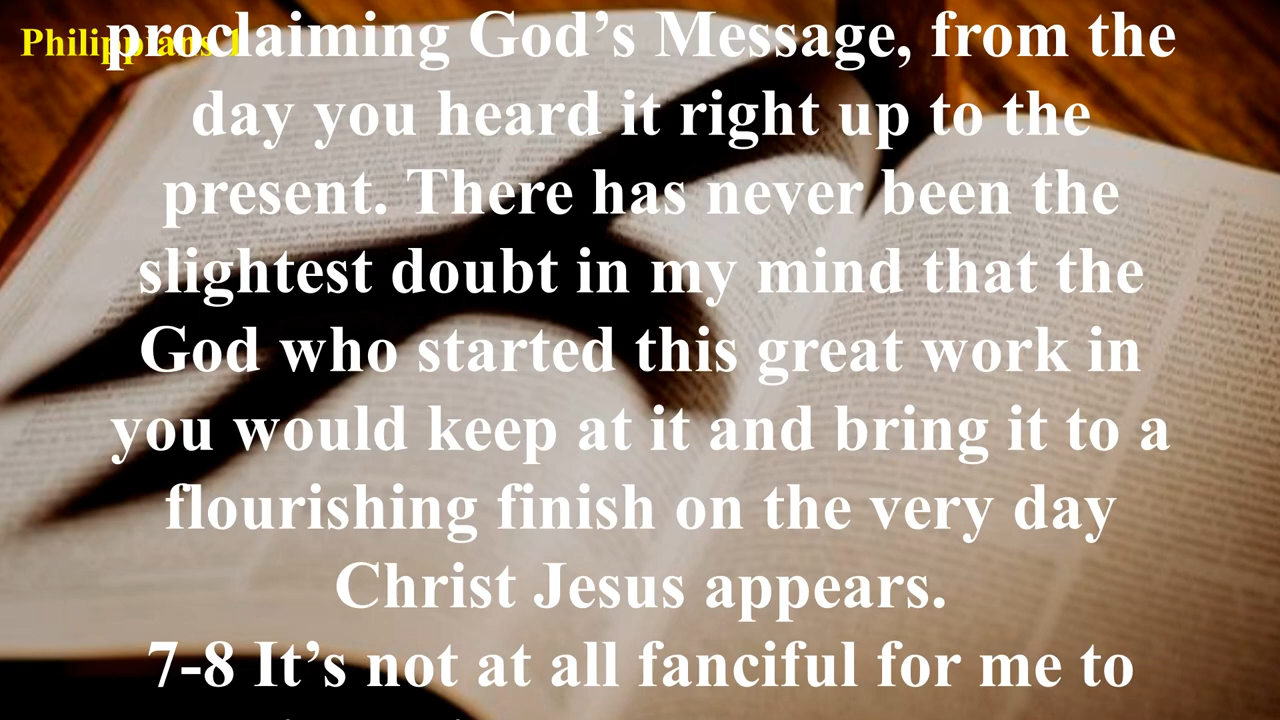 Philippians 1
proclaiming God’s Message, from the
day you heard it right up to the
present. There has never been the
slightest doubt in my mind that the
God who started this great work in
you would keep at it and bring it to a
flourishing finish on the very day
Christ Jesus appears.
7-8 It’s not at all fanciful for me to